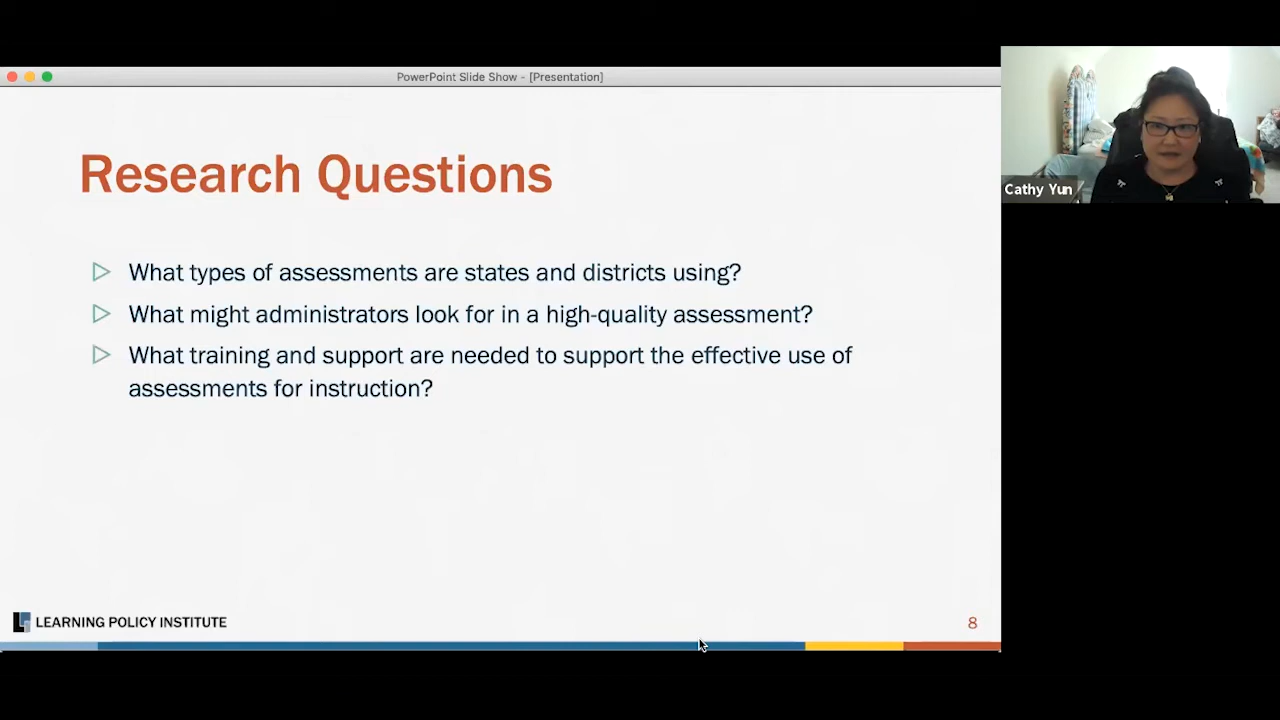 PowerPoint Slide Show - [Presentation]
Research Questions
What types of assessments are states and districts using?
What might administrators look for in a high-quality assessment?
What training and support are needed to support the effective use of
assessments for instruction?
LEARNING POLICY INSTITUTE
8
Cathy Yun